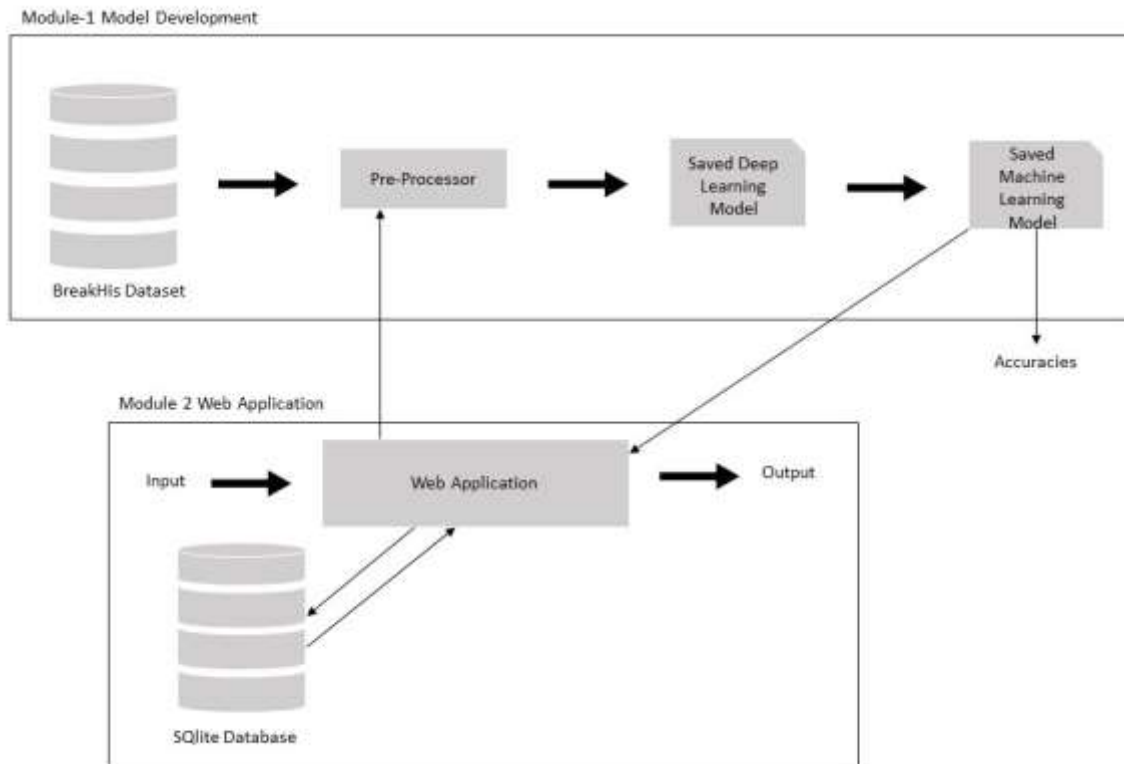 Module-1 Model Development
Pre-Processor
Saved Deep
Learning
Model
Saved
Machine
Learning
Model
BreakHis Dataset
Accuracies
Module 2 Web Application
Input
Web Application
Output
SQlite Database